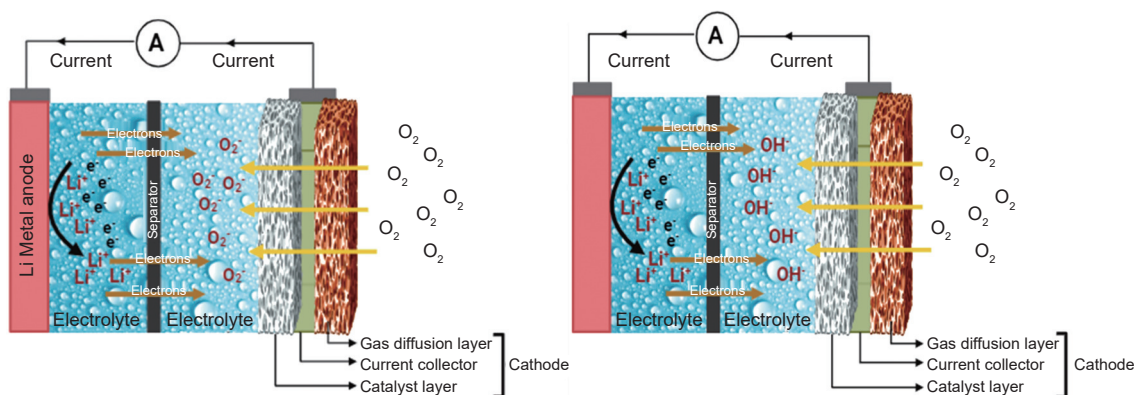 A
Current Current
Li Metal anode
Electrons
Electrons
O₂⁻
O₂⁻ O₂⁻
O₂⁻
O₂⁻
O₂⁻
e⁻
Li⁺ e⁻
e⁻
Li⁺ e⁻
Li⁺ e⁻
e⁻
Li⁺
Li⁺ Li⁺
Separator
Electrons
Electrons
Electrolyte Electrolyte
O₂
O₂
O₂
O₂
O₂
O₂
O₂
Gas diffusion layer
Current collector
Catalyst layer
Cathode
A
Current Current
Electrons
Electrons
OH⁻
OH⁻
OH⁻
OH⁻
OH⁻
e⁻
Li⁺ e⁻
e⁻
Li⁺ e⁻
Li⁺ e⁻
e⁻
Li⁺
Li⁺ Li⁺
Separator
Electrons
Electrons
Electrolyte Electrolyte
O₂
O₂
O₂
O₂
O₂
O₂
O₂
Gas diffusion layer
Current collector
Catalyst layer
Cathode